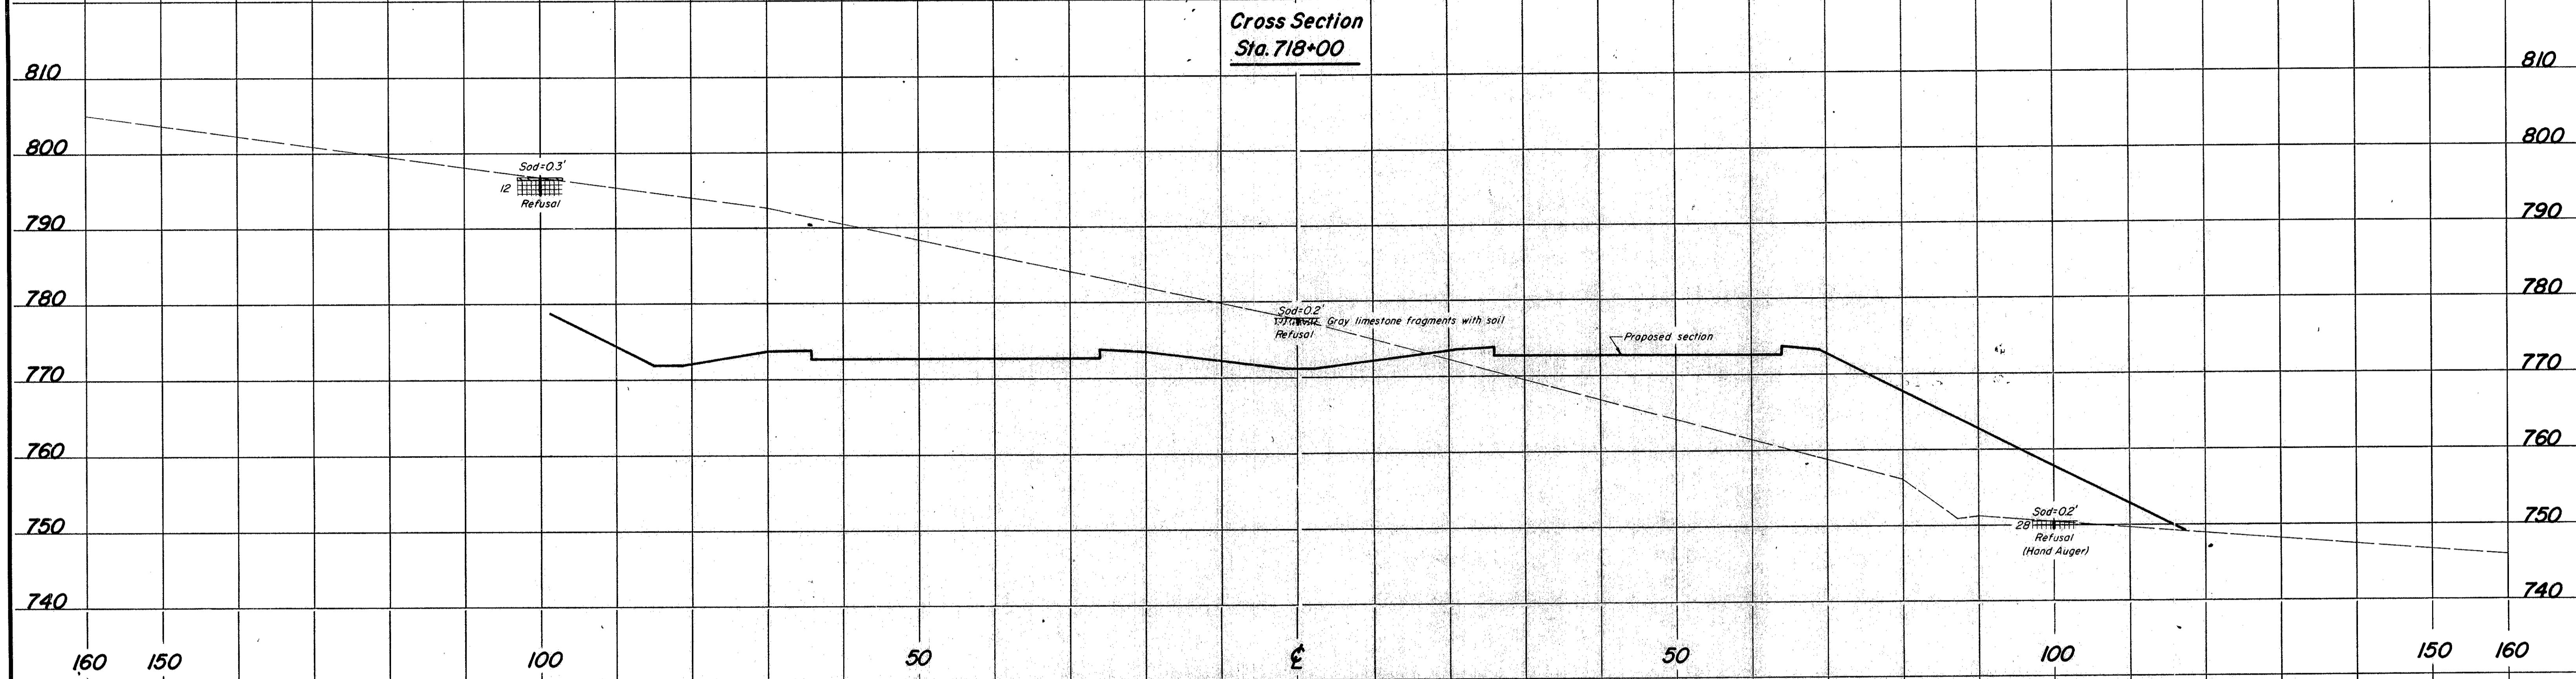 Cross Section
Sta. 718+00
810 810
800 800
Sod=0.3'
12
Refusal
790 790
780 780
Sod=0.2'
Gray limestone fragments with soil
Refusal
Proposed section
770 770
760 760
Sod=0.2'
750 28 750
Refusal
(Hand Auger)
740 740
160 150 100 50 ℄ 50 100 150 160